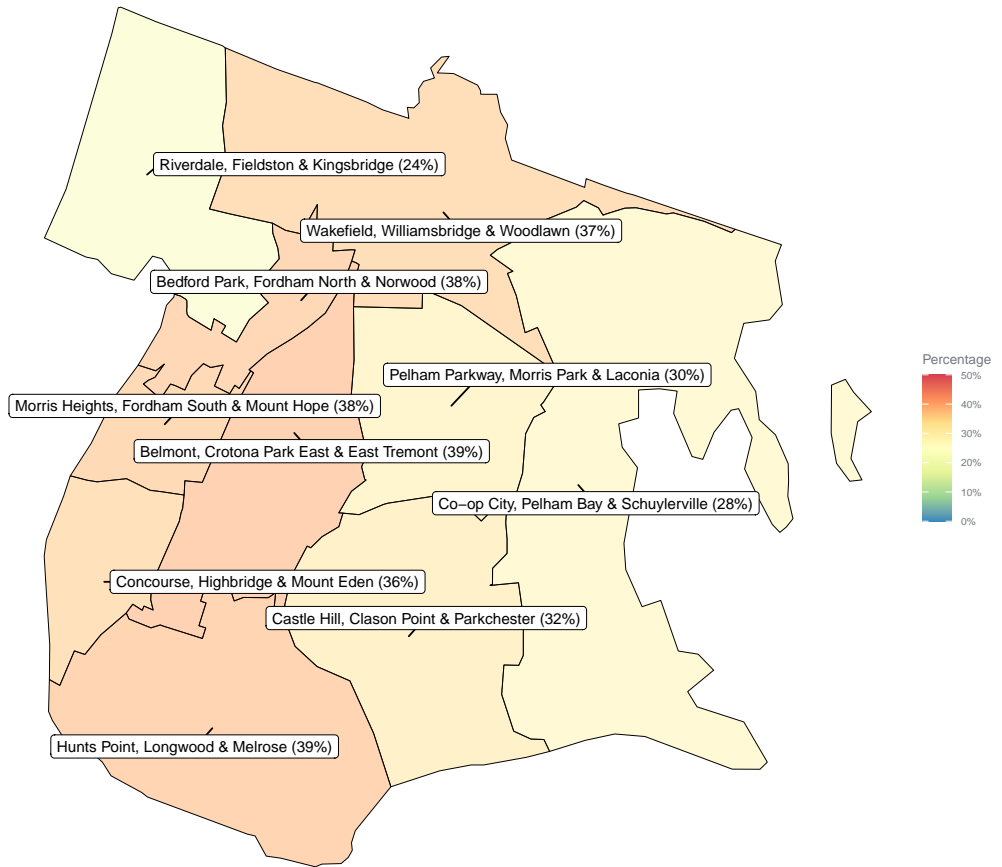 Riverdale, Fieldston & Kingsbridge (24%)
Wakefield, Williamsbridge & Woodlawn (37%)
Bedford Park, Fordham North & Norwood (38%)
Pelham Parkway, Morris Park & Laconia (30%)
Morris Heights, Fordham South & Mount Hope (38%)
Belmont, Crotona Park East & East Tremont (39%)
Co−op City, Pelham Bay & Schuylerville (28%)
Concourse, Highbridge & Mount Eden (36%)
Castle Hill, Clason Point & Parkchester (32%)
Hunts Point, Longwood & Melrose (39%)
Percentage
50%
40%
30%
20%
10%
0%